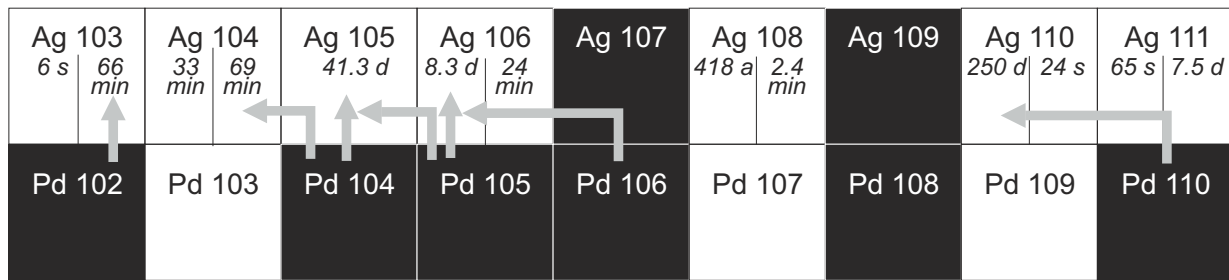 Ag 103 Ag 104 Ag 105 Ag 106 Ag 107 Ag 108 Ag 109 Ag 110 Ag 111
6 s 66 min 33 min 69 min 41.3 d 8.3 d 24 min 418 a 2.4 min 250 d 24 s 65 s 7.5 d
Pd 102 Pd 103 Pd 104 Pd 105 Pd 106 Pd 107 Pd 108 Pd 109 Pd 110